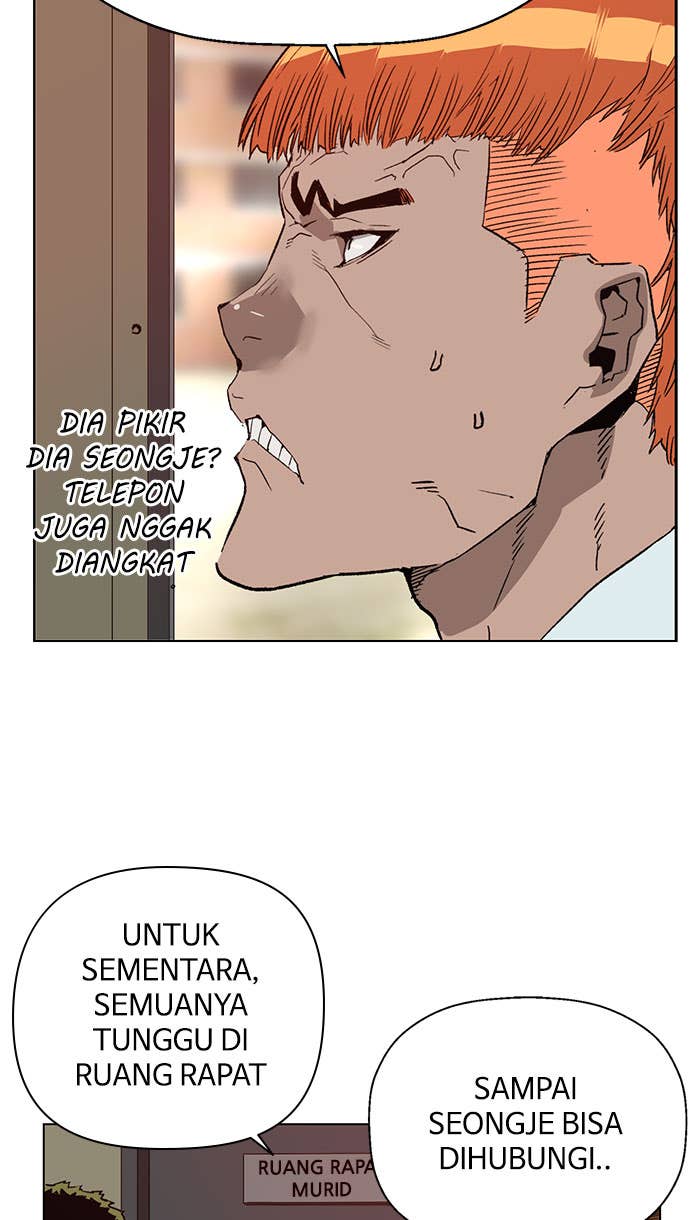 DIA PIKIR
DIA SEONGJE?
TELEPON
JUGA NGGAK
DIANGKAT
UNTUK
SEMENTARA,
SEMUANYA
TUNGGU DI
RUANG RAPAT
SAMPAI
SEONGJE BISA
DIHUBUNGI..
RUANG RAPA
MURID